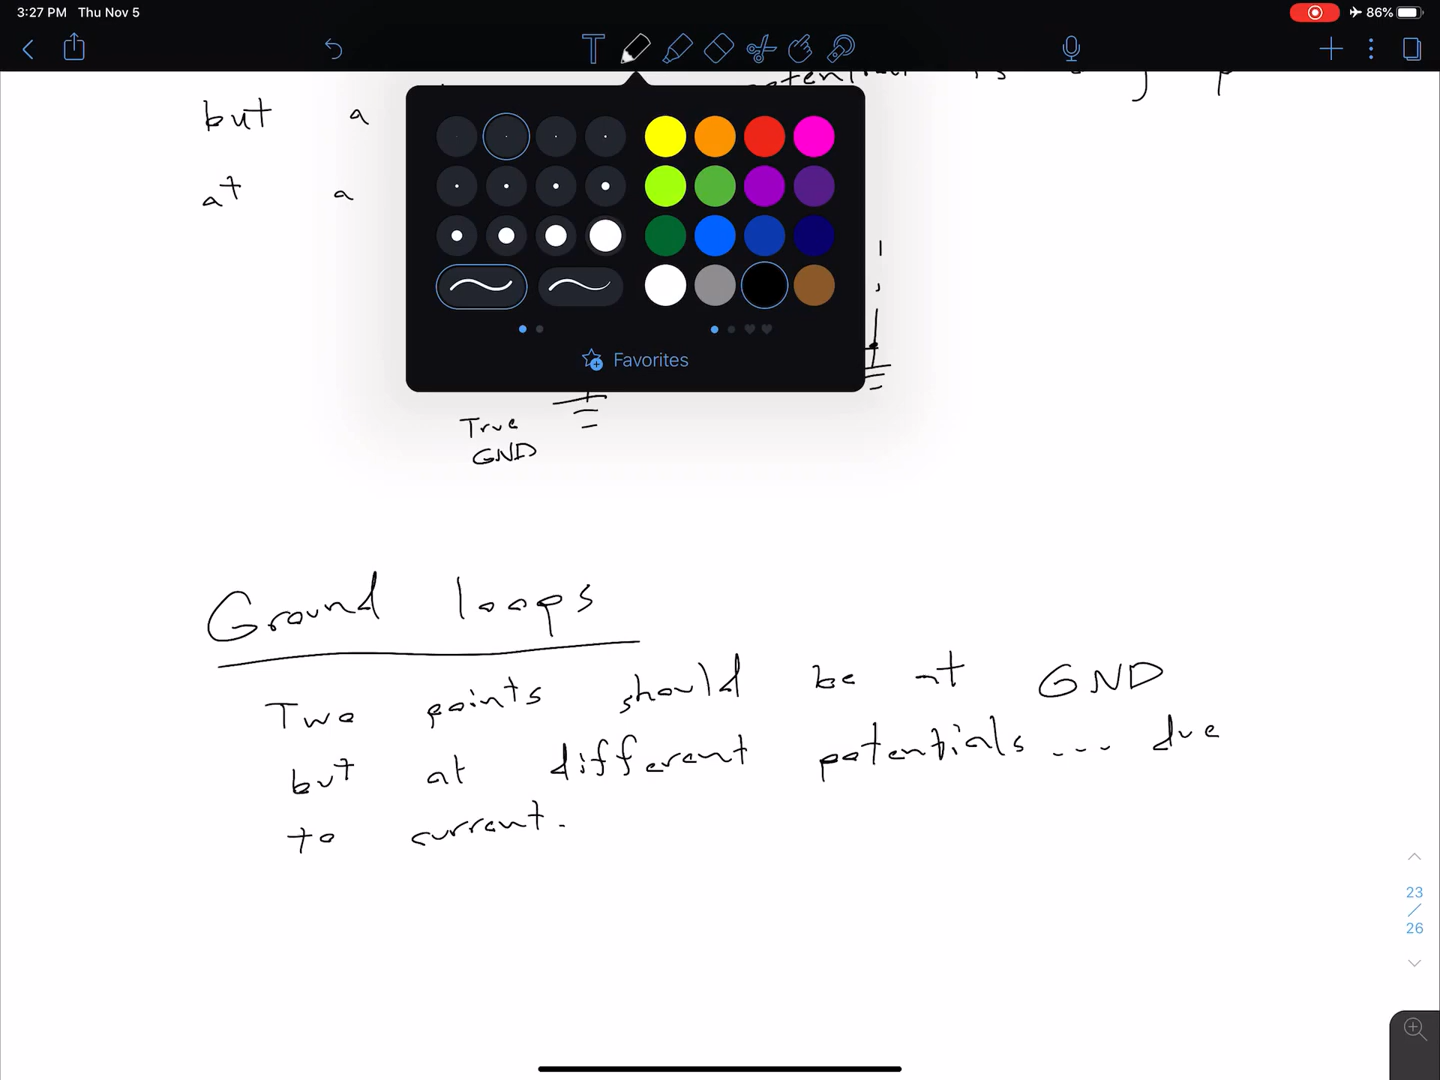 3:27 PM Thu Nov 5
86%
T
but a
is
at a
Favorites
True
GND
Ground loops
Two points should be at GND
but at different potentials... due
to current.
23
/
26